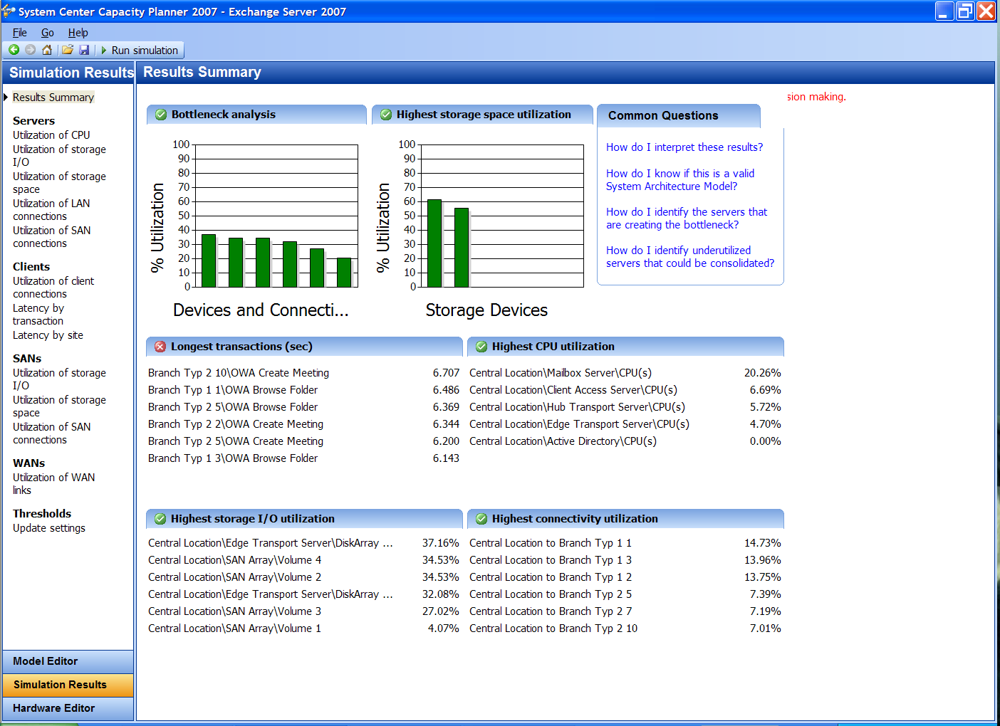 System Center Capacity Planner 2007 - Exchange Server 2007
File Go Help
Run simulation
Simulation Results
Results Summary
Servers
Utilization of CPU
Utilization of storage
I/O
Utilization of storage
space
Utilization of LAN
connections
Utilization of SAN
connections
Clients
Utilization of client
connections
Latency by
transaction
Latency by site
SANs
Utilization of storage
I/O
Utilization of storage
space
Utilization of SAN
connections
WANs
Utilization of WAN
links
Thresholds
Update settings
Model Editor
Simulation Results
Hardware Editor
Results Summary
sion making.
Bottleneck analysis
100
90
80
70
60
50
40
30
20
10
0
% Utilization
Devices and Connecti...
Highest storage space utilization
100
90
80
70
60
50
40
30
20
10
0
% Utilization
Storage Devices
Common Questions
How do I interpret these results?
How do I know if this is a valid
System Architecture Model?
How do I identify the servers that
are creating the bottleneck?
How do I identify underutilized
servers that could be consolidated?
Longest transactions (sec)
Branch Typ 2 10\OWA Create Meeting 6.707
Branch Typ 1 1\OWA Browse Folder 6.486
Branch Typ 2 5\OWA Browse Folder 6.369
Branch Typ 2 2\OWA Create Meeting 6.344
Branch Typ 2 5\OWA Create Meeting 6.200
Branch Typ 1 3\OWA Browse Folder 6.143
Highest CPU utilization
Central Location\Mailbox Server\CPU(s) 20.26%
Central Location\Client Access Server\CPU(s) 6.69%
Central Location\Hub Transport Server\CPU(s) 5.72%
Central Location\Edge Transport Server\CPU(s) 4.70%
Central Location\Active Directory\CPU(s) 0.00%
Highest storage I/O utilization
Central Location\Edge Transport Server\DiskArray ... 37.16%
Central Location\SAN Array\Volume 4 34.53%
Central Location\SAN Array\Volume 2 34.53%
Central Location\Edge Transport Server\DiskArray ... 32.08%
Central Location\SAN Array\Volume 3 27.02%
Central Location\SAN Array\Volume 1 4.07%
Highest connectivity utilization
Central Location to Branch Typ 1 1 14.73%
Central Location to Branch Typ 1 3 13.96%
Central Location to Branch Typ 1 2 13.75%
Central Location to Branch Typ 2 5 7.39%
Central Location to Branch Typ 2 7 7.19%
Central Location to Branch Typ 2 10 7.01%